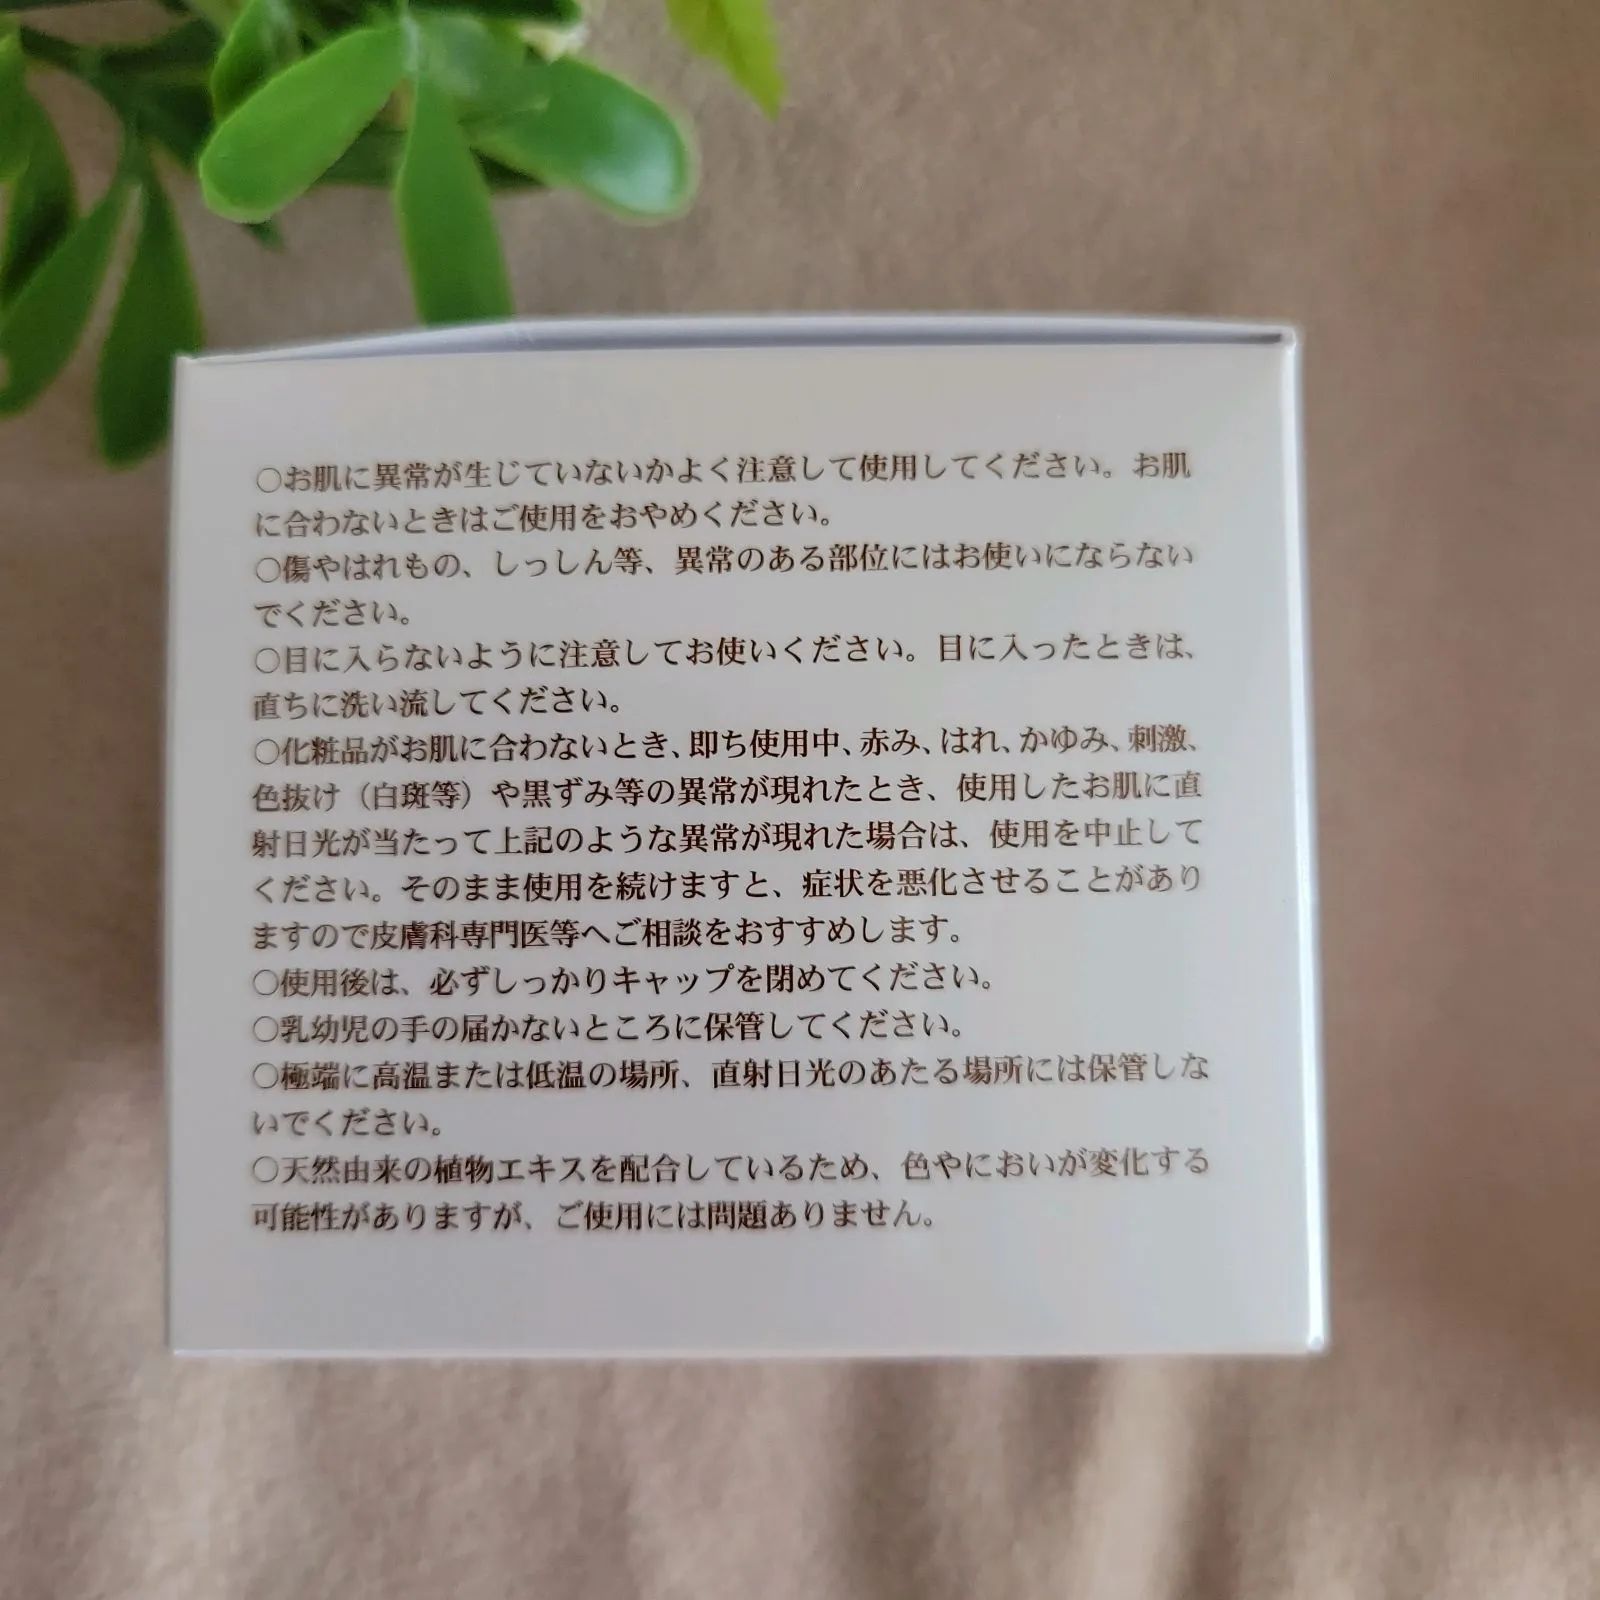 ○お肌に異常が生じていないかよく注意して使用してください。お肌
に合わないときはご使用をおやめください。
○傷やはれもの、しっしん等、異常のある部位にはお使いにならない
でください。
○目に入らないように注意してお使いください。目に入ったときは、
直ちに洗い流してください。
○化粧品がお肌に合わないとき、即ち使用中、赤み、はれ、かゆみ、刺激、
色抜け（白斑等）や黒ずみ等の異常が現れたとき、使用したお肌に直
射日光が当たって上記のような異常が現れた場合は、使用を中止して
ください。そのまま使用を続けますと、症状を悪化させることがあり
ますので皮膚科専門医等へご相談をおすすめします。
○使用後は、必ずしっかりキャップを閉めてください。
○乳幼児の手の届かないところに保管してください。
○極端に高温または低温の場所、直射日光のあたる場所には保管しな
いでください。
○天然由来の植物エキスを配合しているため、色やにおいが変化する
可能性がありますが、ご使用には問題ありません。